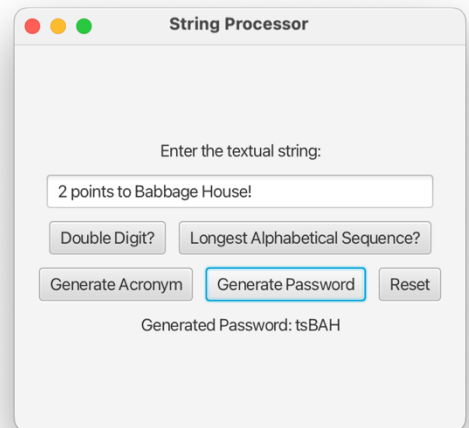 String Processor
Enter the textual string:
2 points to Babbage House!
Double Digit? Longest Alphabetical Sequence?
Generate Acronym Generate Password Reset
Generated Password: tsBAH